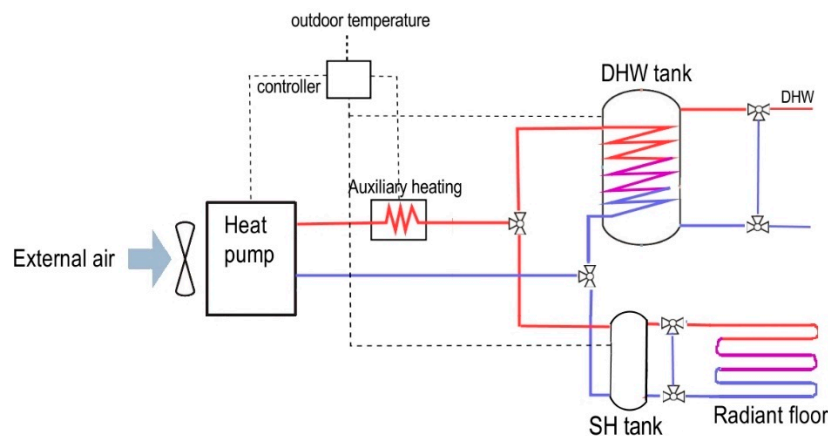 outdoor temperature
controller
DHW tank
DHW
Auxiliary heating
Heat
pump
External air
SH tank
Radiant floor